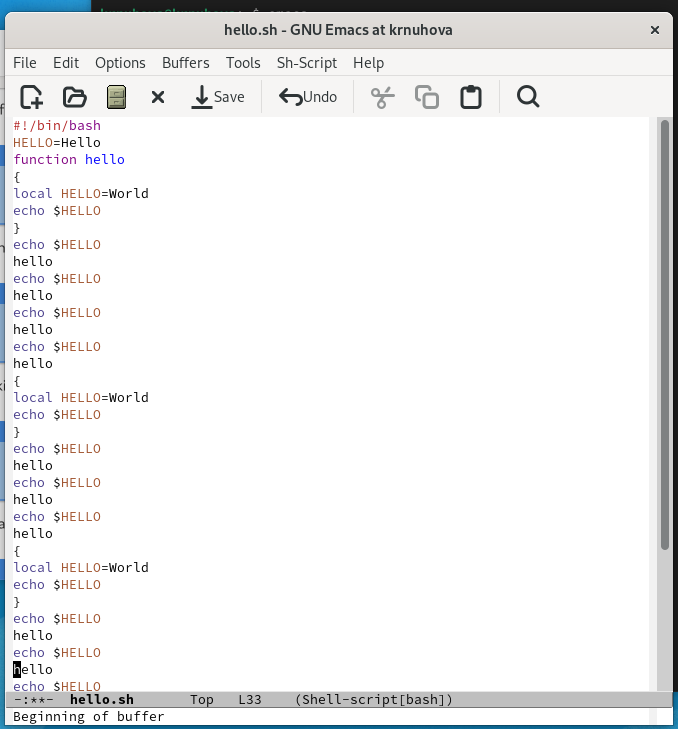 hello.sh - GNU Emacs at krnuhova
File Edit Options Buffers Tools Sh-Script Help
Save Undo
#!/bin/bash
HELLO=Hello
function hello
{
local HELLO=World
echo $HELLO
}
echo $HELLO
hello
echo $HELLO
hello
echo $HELLO
hello
echo $HELLO
hello
{
local HELLO=World
echo $HELLO
}
echo $HELLO
hello
echo $HELLO
hello
echo $HELLO
hello
{
local HELLO=World
echo $HELLO
}
echo $HELLO
hello
echo $HELLO
hello
echo $HELLO
-:**- hello.sh Top L33 (Shell-script[bash])
Beginning of buffer